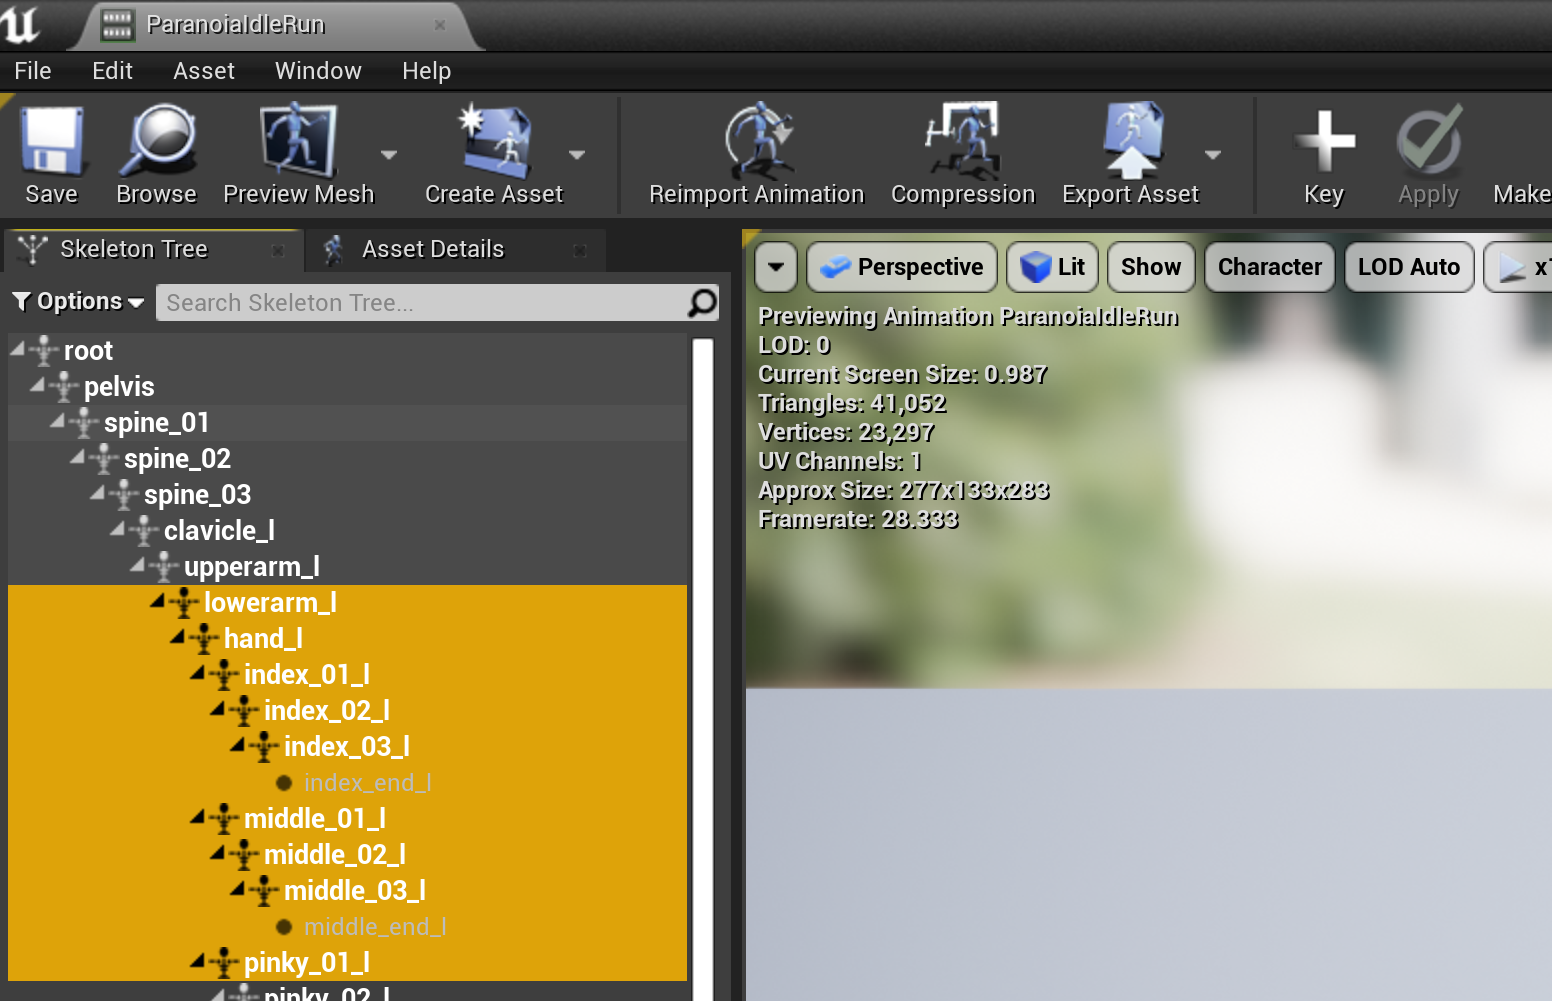 ParanoiaIdleRun
File Edit Asset Window Help
Save Browse Preview Mesh Create Asset Reimport Animation Compression Export Asset Key Apply Make
Skeleton Tree Asset Details
Options Search Skeleton Tree...
Perspective Lit Show Character LOD Auto x1
Previewing Animation ParanoiaIdleRun
LOD: 0
Current Screen Size: 0.987
Triangles: 41,052
Vertices: 23,297
UV Channels: 1
Approx Size: 277x133x283
Framerate: 28.333
root
pelvis
spine_01
spine_02
spine_03
clavicle_l
upperarm_l
lowerarm_l
hand_l
index_01_l
index_02_l
index_03_l
index_end_l
middle_01_l
middle_02_l
middle_03_l
middle_end_l
pinky_01_l
pinky_02_l